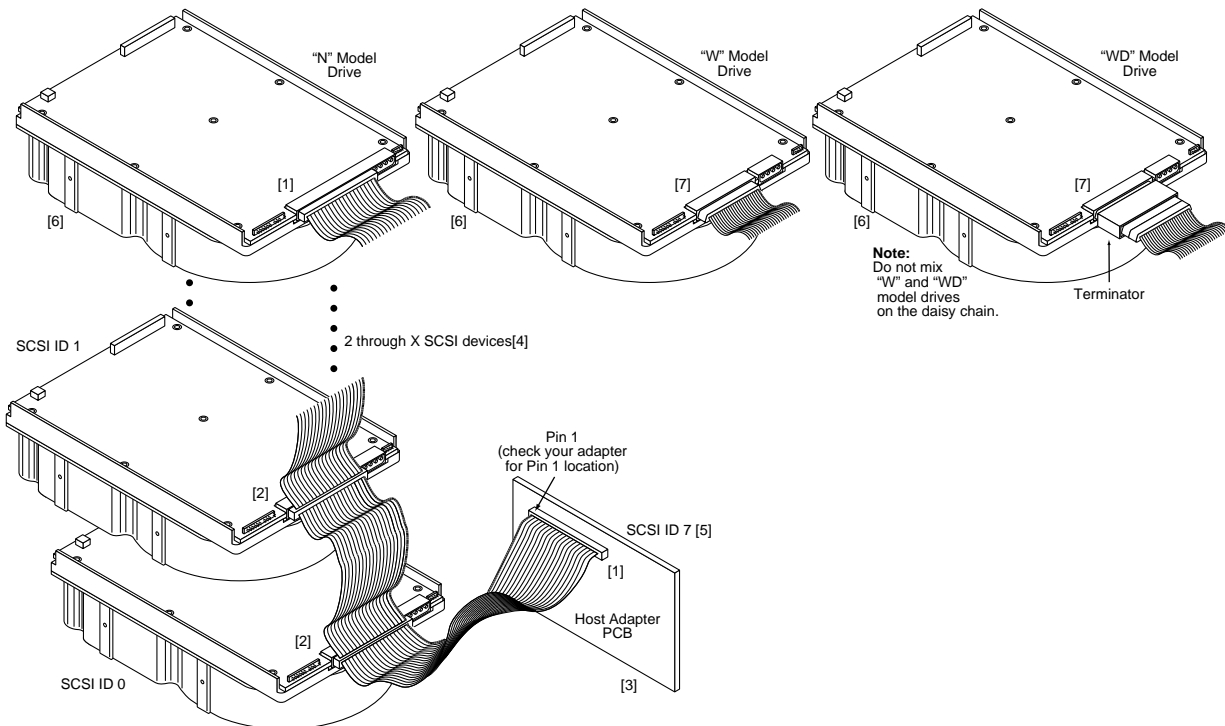 “N” Model
Drive
“W” Model
Drive
“WD” Model
Drive
[1]
[7]
[7]
[6]
[6]
[6]
Note:
Do not mix
“W” and “WD”
model drives
on the daisy chain.
Terminator
SCSI ID 1
2 through X SCSI devices[4]
Pin 1
(check your adapter
for Pin 1 location)
[2]
SCSI ID 7 [5]
[1]
Host Adapter
PCB
[2]
SCSI ID 0
[3]